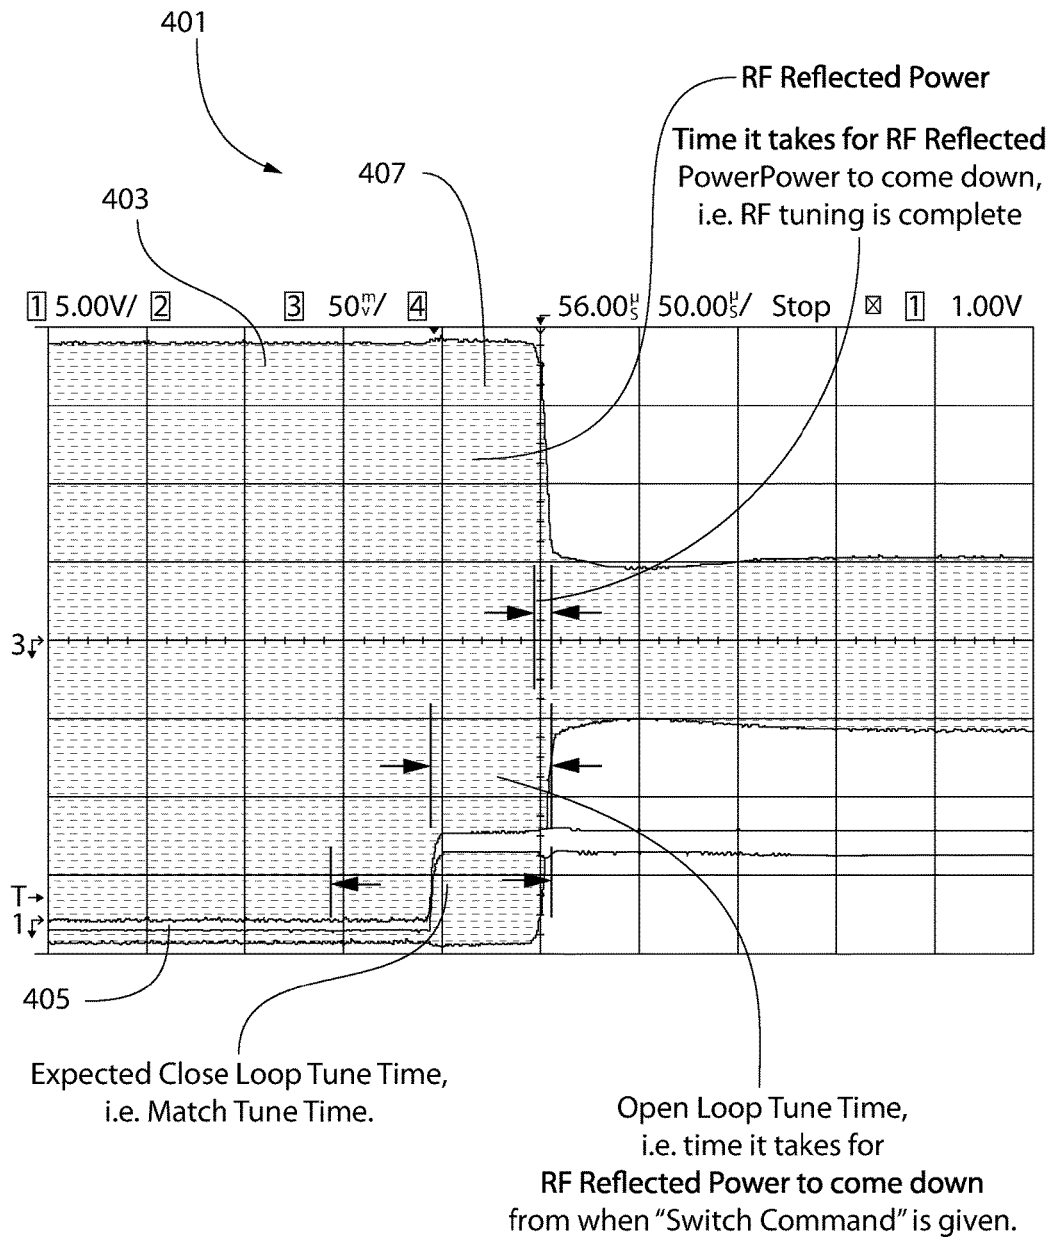 401
RF Reflected Power
Time it takes for RF Reflected
PowerPower to come down,
i.e. RF tuning is complete
407
403
1 5.00V/ 2 3 50mv/ 4 56.00µs 50.00µs/ Stop 1 1.00V
3
T
1
405
Expected Close Loop Tune Time,
i.e. Match Tune Time.
Open Loop Tune Time,
i.e. time it takes for
RF Reflected Power to come down
from when "Switch Command" is given.